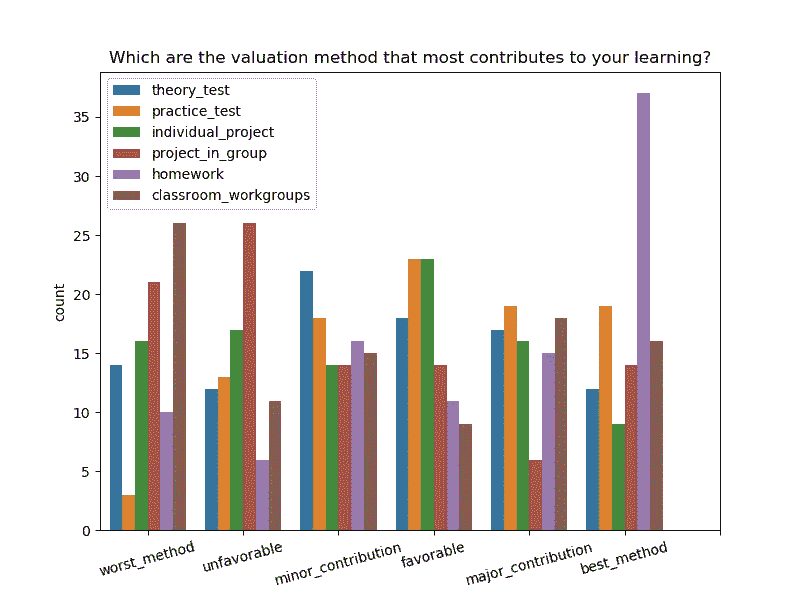 Which are the valuation method that most contributes to your learning?
theory_test
practice_test
individual_project
project_in_group
homework
classroom_workgroups
35
30
25
20
15
10
5
0
count
worst_method
unfavorable
minor_contribution
favorable
major_contribution
best_method